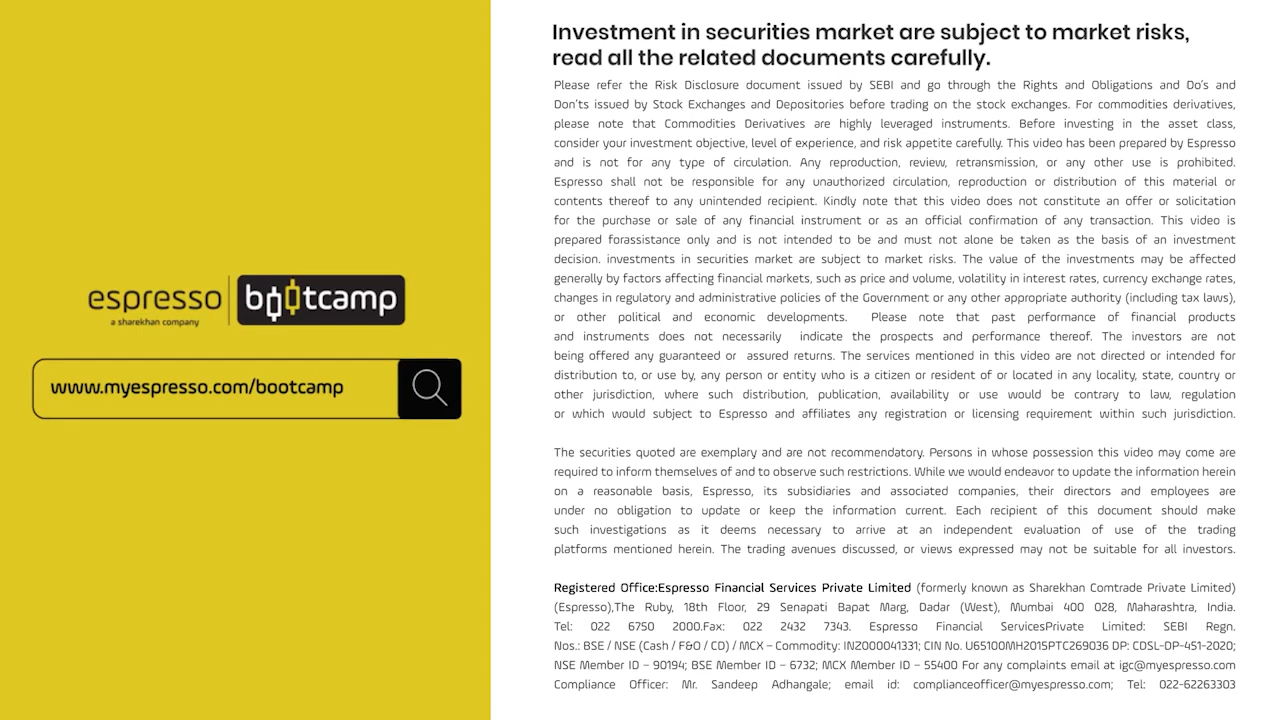 espresso
a sharekhan company
bootcamp
www.myespresso.com/bootcamp
Investment in securities market are subject to market risks,
read all the related documents carefully.
Please refer the Risk Disclosure document issued by SEBI and go through the Rights and Obligations and Do's and
Don'ts issued by Stock Exchanges and Depositories before trading on the stock exchanges. For commodities derivatives,
please note that Commodities Derivatives are highly leveraged instruments. Before investing in the asset class,
consider your investment objective, level of experience, and risk appetite carefully. This video has been prepared by Espresso
and is not for any type of circulation. Any reproduction, review, retransmission, or any other use is prohibited.
Espresso shall not be responsible for any unauthorized circulation, reproduction or distribution of this material or
contents thereof to any unintended recipient. Kindly note that this video does not constitute an offer or solicitation
for the purchase or sale of any financial instrument or as an official confirmation of any transaction. This video is
prepared forassistance only and is not intended to be and must not alone be taken as the basis of an investment
decision. investments in securities market are subject to market risks. The value of the investments may be affected
generally by factors affecting financial markets, such as price and volume, volatility in interest rates, currency exchange rates,
changes in regulatory and administrative policies of the Government or any other appropriate authority (including tax laws),
or other political and economic developments. Please note that past performance of financial products
and instruments does not necessarily indicate the prospects and performance thereof. The investors are not
being offered any guaranteed or assured returns. The services mentioned in this video are not directed or intended for
distribution to, or use by, any person or entity who is a citizen or resident of or located in any locality, state, country or
other jurisdiction, where such distribution, publication, availability or use would be contrary to law, regulation
or which would subject to Espresso and affiliates any registration or licensing requirement within such jurisdiction.
The securities quoted are exemplary and are not recommendatory. Persons in whose possession this video may come are
required to inform themselves of and to observe such restrictions. While we would endeavor to update the information herein
on a reasonable basis, Espresso, its subsidiaries and associated companies, their directors and employees are
under no obligation to update or keep the information current. Each recipient of this document should make
such investigations as it deems necessary to arrive at an independent evaluation of use of the trading
platforms mentioned herein. The trading avenues discussed, or views expressed may not be suitable for all investors.
Registered Office:Espresso Financial Services Private Limited (formerly known as Sharekhan Comtrade Private Limited)
(Espresso),The Ruby, 18th Floor, 29 Senapati Bapat Marg, Dadar (West), Mumbai 400 028, Maharashtra, India.
Tel: 022 6750 2000.Fax: 022 2432 7343. Espresso Financial ServicesPrivate Limited: SEBI Regn.
Nos.: BSE / NSE (Cash / F&O / CD) / MCX – Commodity: INZ000041331; CIN No. U65100MH2015PTC269036 DP: CDSL-DP-451-2020;
NSE Member ID – 90194; BSE Member ID – 6732; MCX Member ID – 55400 For any complaints email at igc@myespresso.com
Compliance Officer: Mr. Sandeep Adhangale; email id: complianceofficer@myespresso.com; Tel: 022-62263303